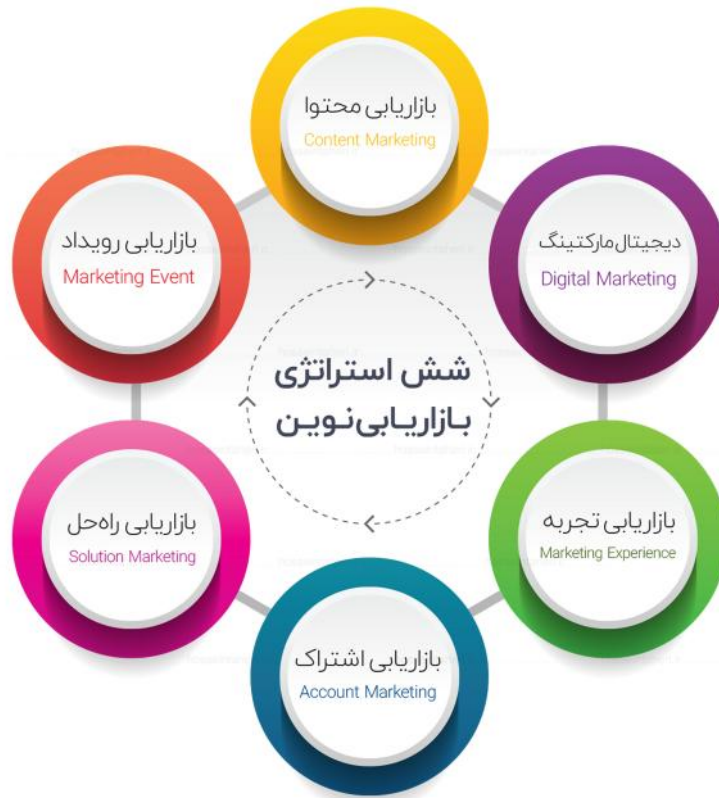 بازاریابی محتوا
Content Marketing
دیجیتال مارکتینگ
Digital Marketing
بازاریابی تجربه
Marketing Experience
بازاریابی اشتراک
Account Marketing
بازاریابی راه‌حل
Solution Marketing
بازاریابی رویداد
Marketing Event
شش استراتژی
بازاریابی‌نوین